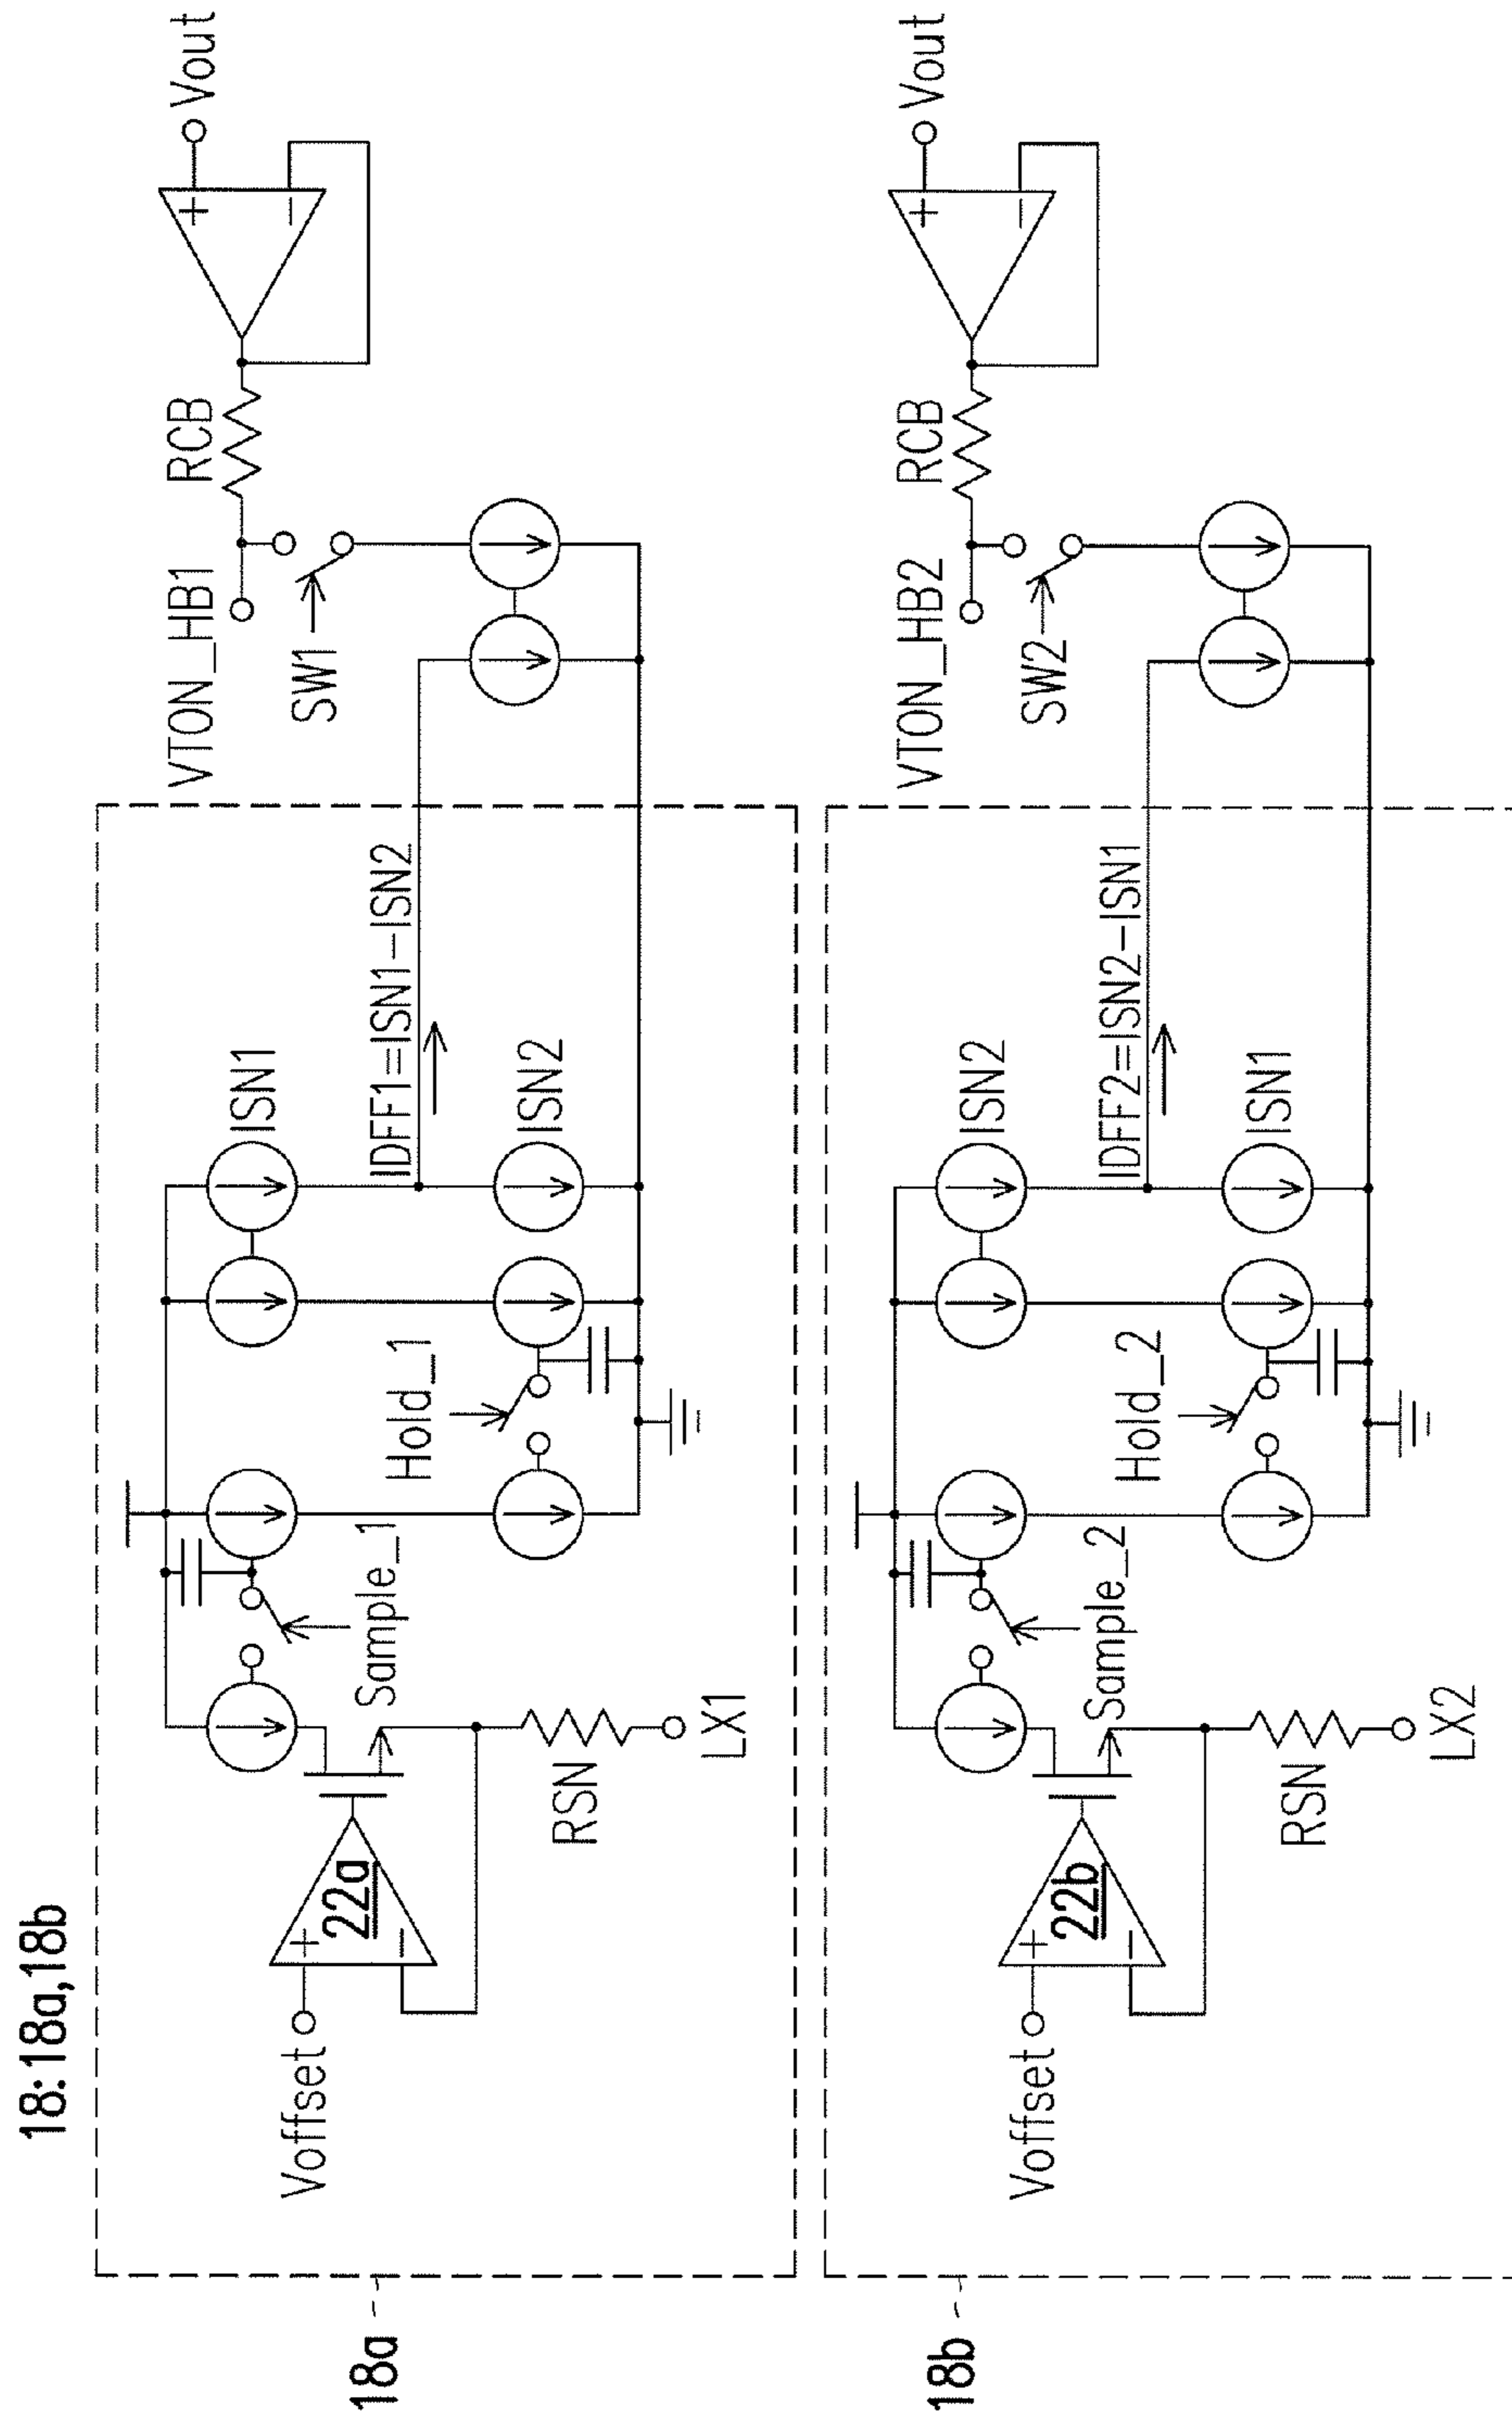 18:18a,18b
18a
Voffset
+
−
22a
Sample_1
RSN
LX1
Hold_1
ISN1
ISN2
IDFF1=ISN1−ISN2
VTON_HB1
SW1
RCB
+
−
Vout
18b
Voffset
+
−
22b
Sample_2
RSN
LX2
Hold_2
ISN2
ISN1
IDFF2=ISN2−ISN1
VTON_HB2
SW2
RCB
+
−
Vout